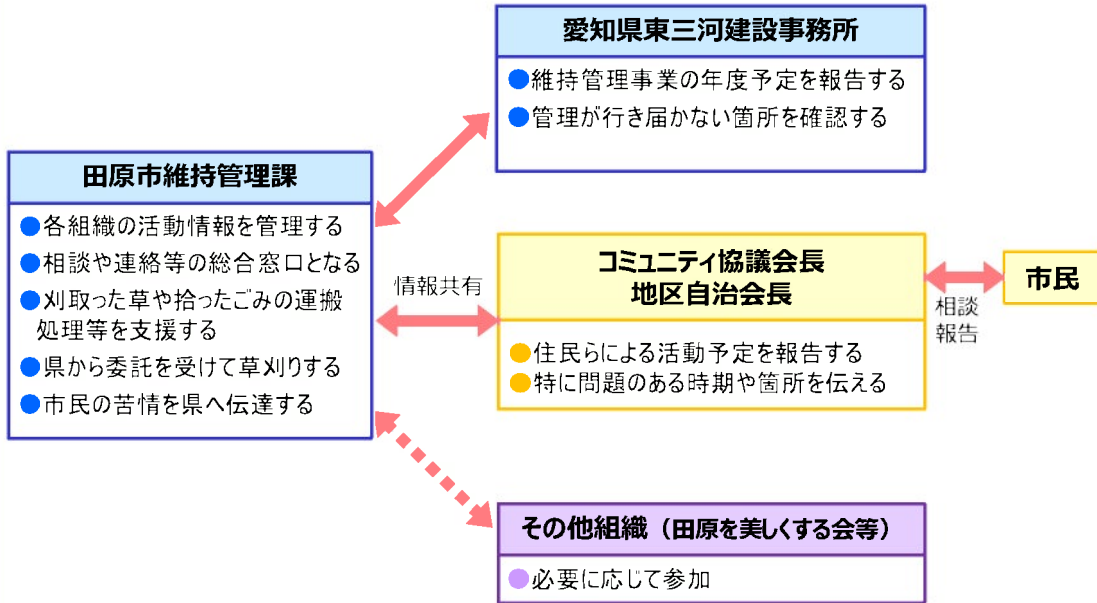 愛知県東三河建設事務所
●維持管理事業の年度予定を報告する
●管理が行き届かない箇所を確認する
田原市維持管理課
●各組織の活動情報を管理する
●相談や連絡等の総合窓口となる
●刈取った草や拾ったごみの運搬
処理等を支援する
●県から委託を受けて草刈りする
●市民の苦情を県へ伝達する
情報共有
コミュニティ協議会長
地区自治会長
●住民らによる活動予定を報告する
●特に問題のある時期や箇所を伝える
相談
報告
市民
その他組織（田原を美しくする会等）
●必要に応じて参加